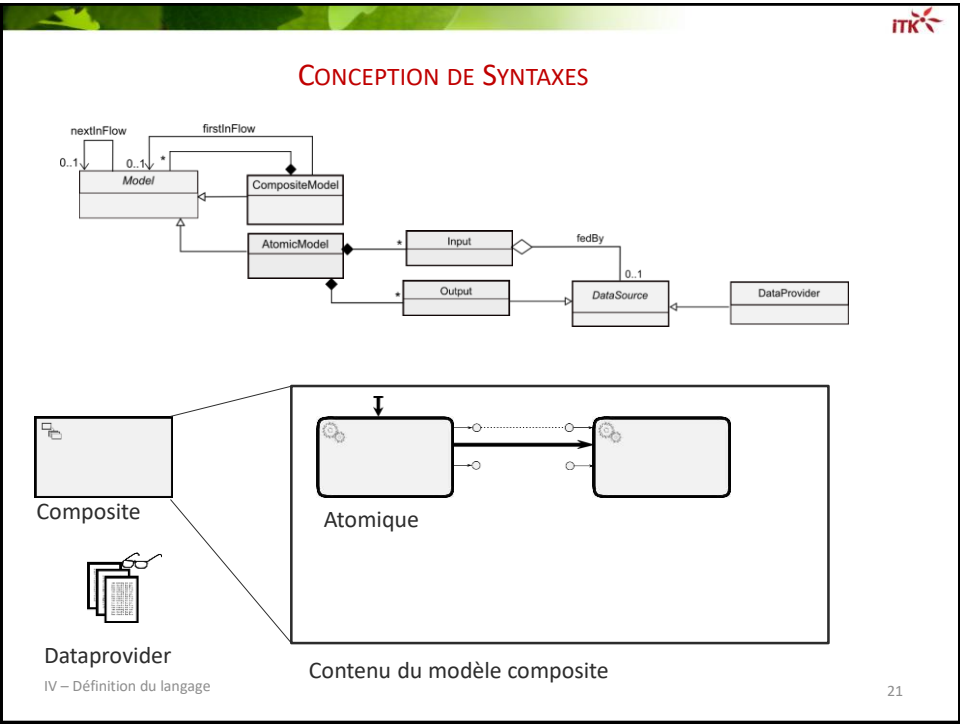 iTK
CONCEPTION DE SYNTAXES
nextInFlow
firstInFlow
0..1
0..1
*
Model
CompositeModel
AtomicModel
*
Input
fedBy
0..1
*
Output
DataSource
DataProvider
Composite
Atomique
Dataprovider
Contenu du modèle composite
IV – Définition du langage
21